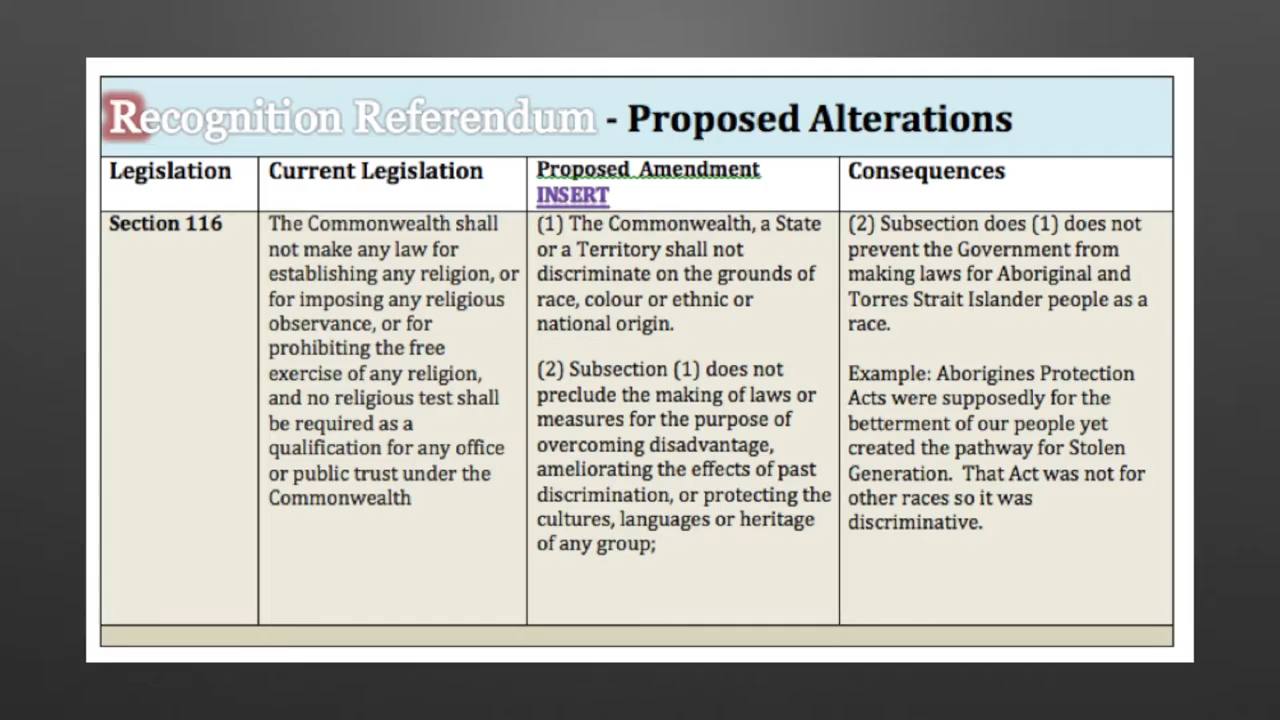 Recognition Referendum - Proposed Alterations
Legislation
Current Legislation
Proposed Amendment
INSERT
Consequences
Section 116
The Commonwealth shall
not make any law for
establishing any religion, or
for imposing any religious
observance, or for
prohibiting the free
exercise of any religion,
and no religious test shall
be required as a
qualification for any office
or public trust under the
Commonwealth
(1) The Commonwealth, a State
or a Territory shall not
discriminate on the grounds of
race, colour or ethnic or
national origin.
(2) Subsection (1) does not
preclude the making of laws or
measures for the purpose of
overcoming disadvantage,
ameliorating the effects of past
discrimination, or protecting the
cultures, languages or heritage
of any group;
(2) Subsection does (1) does not
prevent the Government from
making laws for Aboriginal and
Torres Strait Islander people as a
race.
Example: Aborigines Protection
Acts were supposedly for the
betterment of our people yet
created the pathway for Stolen
Generation. That Act was not for
other races so it was
discriminative.